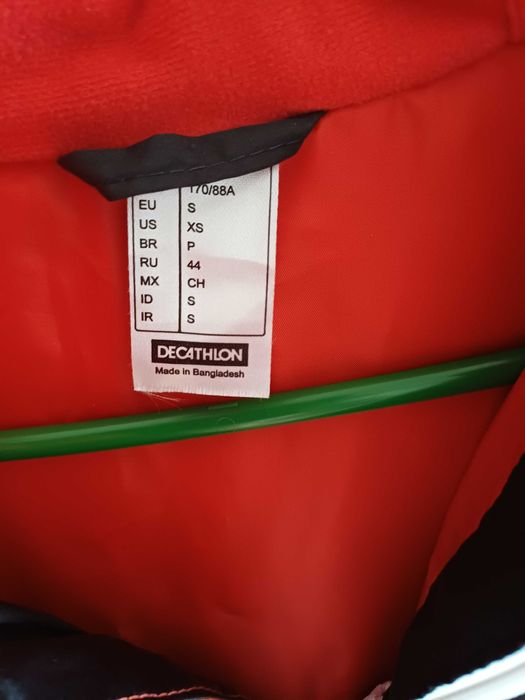 170/88A
EU S
US XS
BR P
RU 44
MX CH
ID S
IR S
DECATHLON
Made in Bangladesh